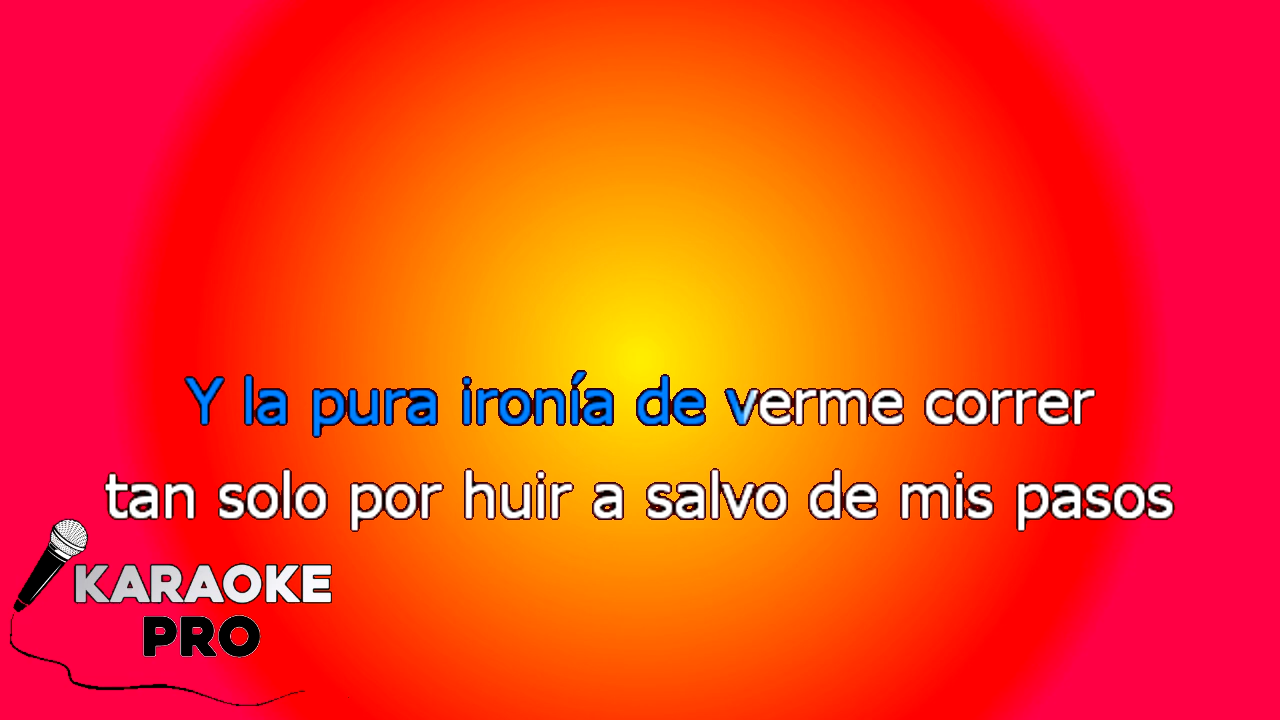 Y la pura ironía de verme correr
tan solo por huir a salvo de mis pasos
KARAOKE
PRO